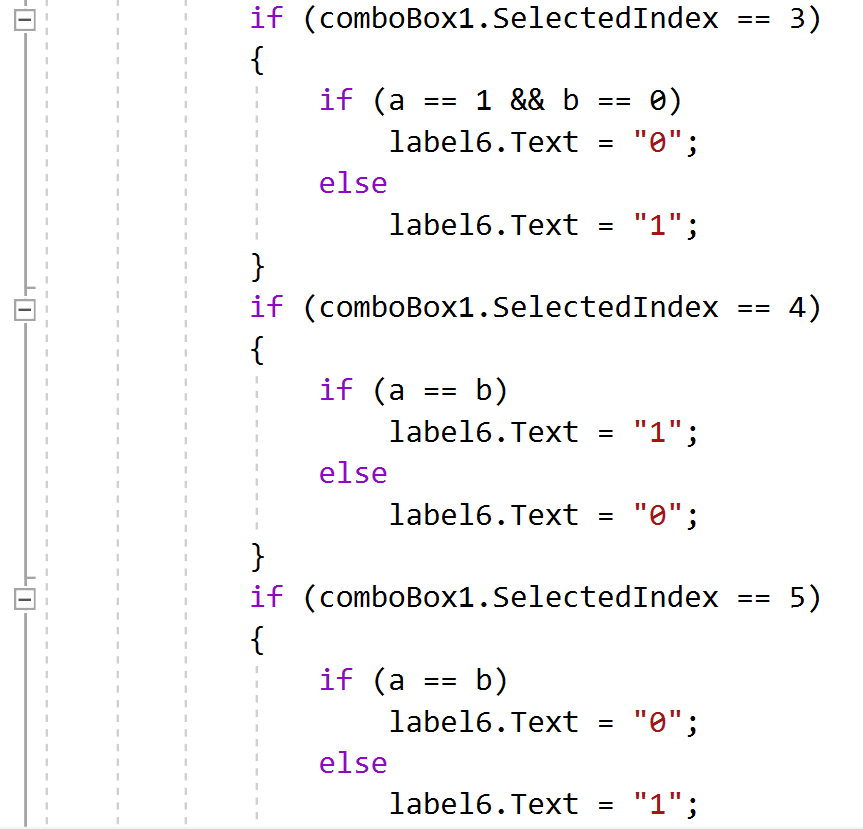 if (comboBox1.SelectedIndex == 3)
{
if (a == 1 && b == 0)
label6.Text = "0";
else
label6.Text = "1";
}
if (comboBox1.SelectedIndex == 4)
{
if (a == b)
label6.Text = "1";
else
label6.Text = "0";
}
if (comboBox1.SelectedIndex == 5)
{
if (a == b)
label6.Text = "0";
else
label6.Text = "1";